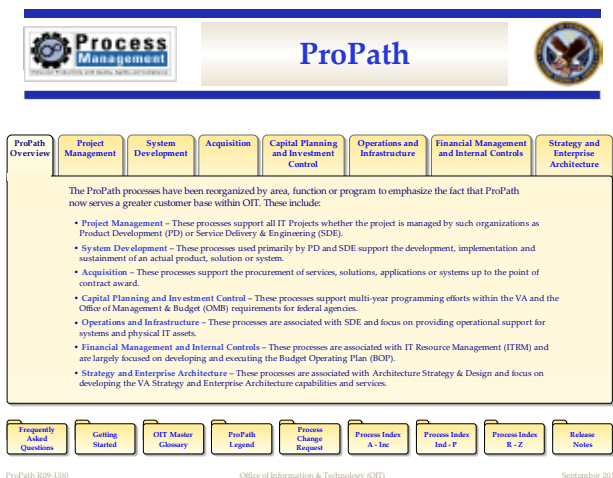 Process
Management
ProPath
ProPath
Overview
Project
Management
System
Development
Acquisition
Capital Planning
and Investment
Control
Operations and
Infrastructure
Financial Management
and Internal Controls
Strategy and
Enterprise
Architecture
The ProPath processes have been reorganized by area, function or program to emphasize the fact that ProPath
now serves a greater customer base within OIT. These include:
• Project Management – These processes support all IT Projects whether the project is managed by such organizations as
Product Development (PD) or Service Delivery & Engineering (SDE).
• System Development – These processes used primarily by PD and SDE support the development, implementation and
sustainment of an actual product, solution or system.
• Acquisition – These processes support the procurement of services, solutions, applications or systems up to the point of
contract award.
• Capital Planning and Investment Control – These processes support multi-year programming efforts within the VA and the
Office of Management & Budget (OMB) requirements for federal agencies.
• Operations and Infrastructure – These processes are associated with SDE and focus on providing operational support for
systems and physical IT assets.
• Financial Management and Internal Controls – These processes are associated with IT Resource Management (ITRM) and
are largely focused on developing and executing the Budget Operating Plan (BOP).
• Strategy and Enterprise Architecture – These processes are associated with Architecture Strategy & Design and focus on
developing the VA Strategy and Enterprise Architecture capabilities and services.
Frequently
Asked
Questions
Getting
Started
OIT Master
Glossary
ProPath
Legend
Process
Change
Request
Process Index
A - Inc
Process Index
Ind - P
Process Index
R - Z
Release
Notes
ProPath R09-U00
Office of Information & Technology (OIT)
September 201